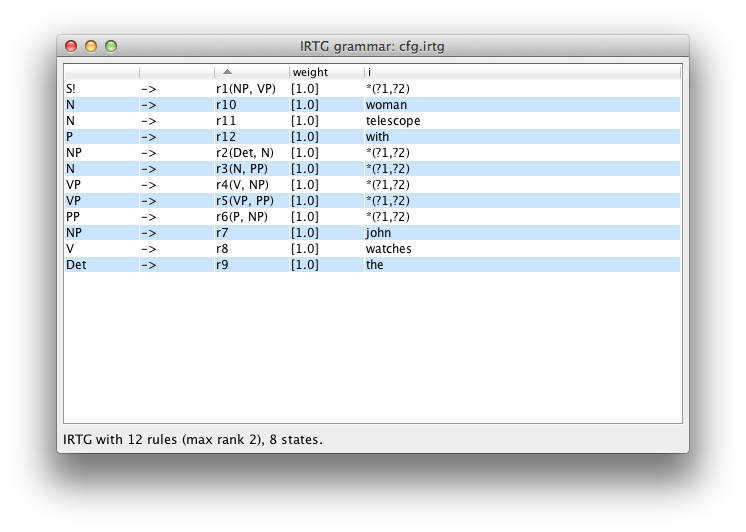 IRTG grammar: cfg.irtg
weight i
S! -> r1(NP, VP) [1.0] *(?1,?2)
N -> r10 [1.0] woman
N -> r11 [1.0] telescope
P -> r12 [1.0] with
NP -> r2(Det, N) [1.0] *(?1,?2)
N -> r3(N, PP) [1.0] *(?1,?2)
VP -> r4(V, NP) [1.0] *(?1,?2)
VP -> r5(VP, PP) [1.0] *(?1,?2)
PP -> r6(P, NP) [1.0] *(?1,?2)
NP -> r7 [1.0] john
V -> r8 [1.0] watches
Det -> r9 [1.0] the
IRTG with 12 rules (max rank 2), 8 states.